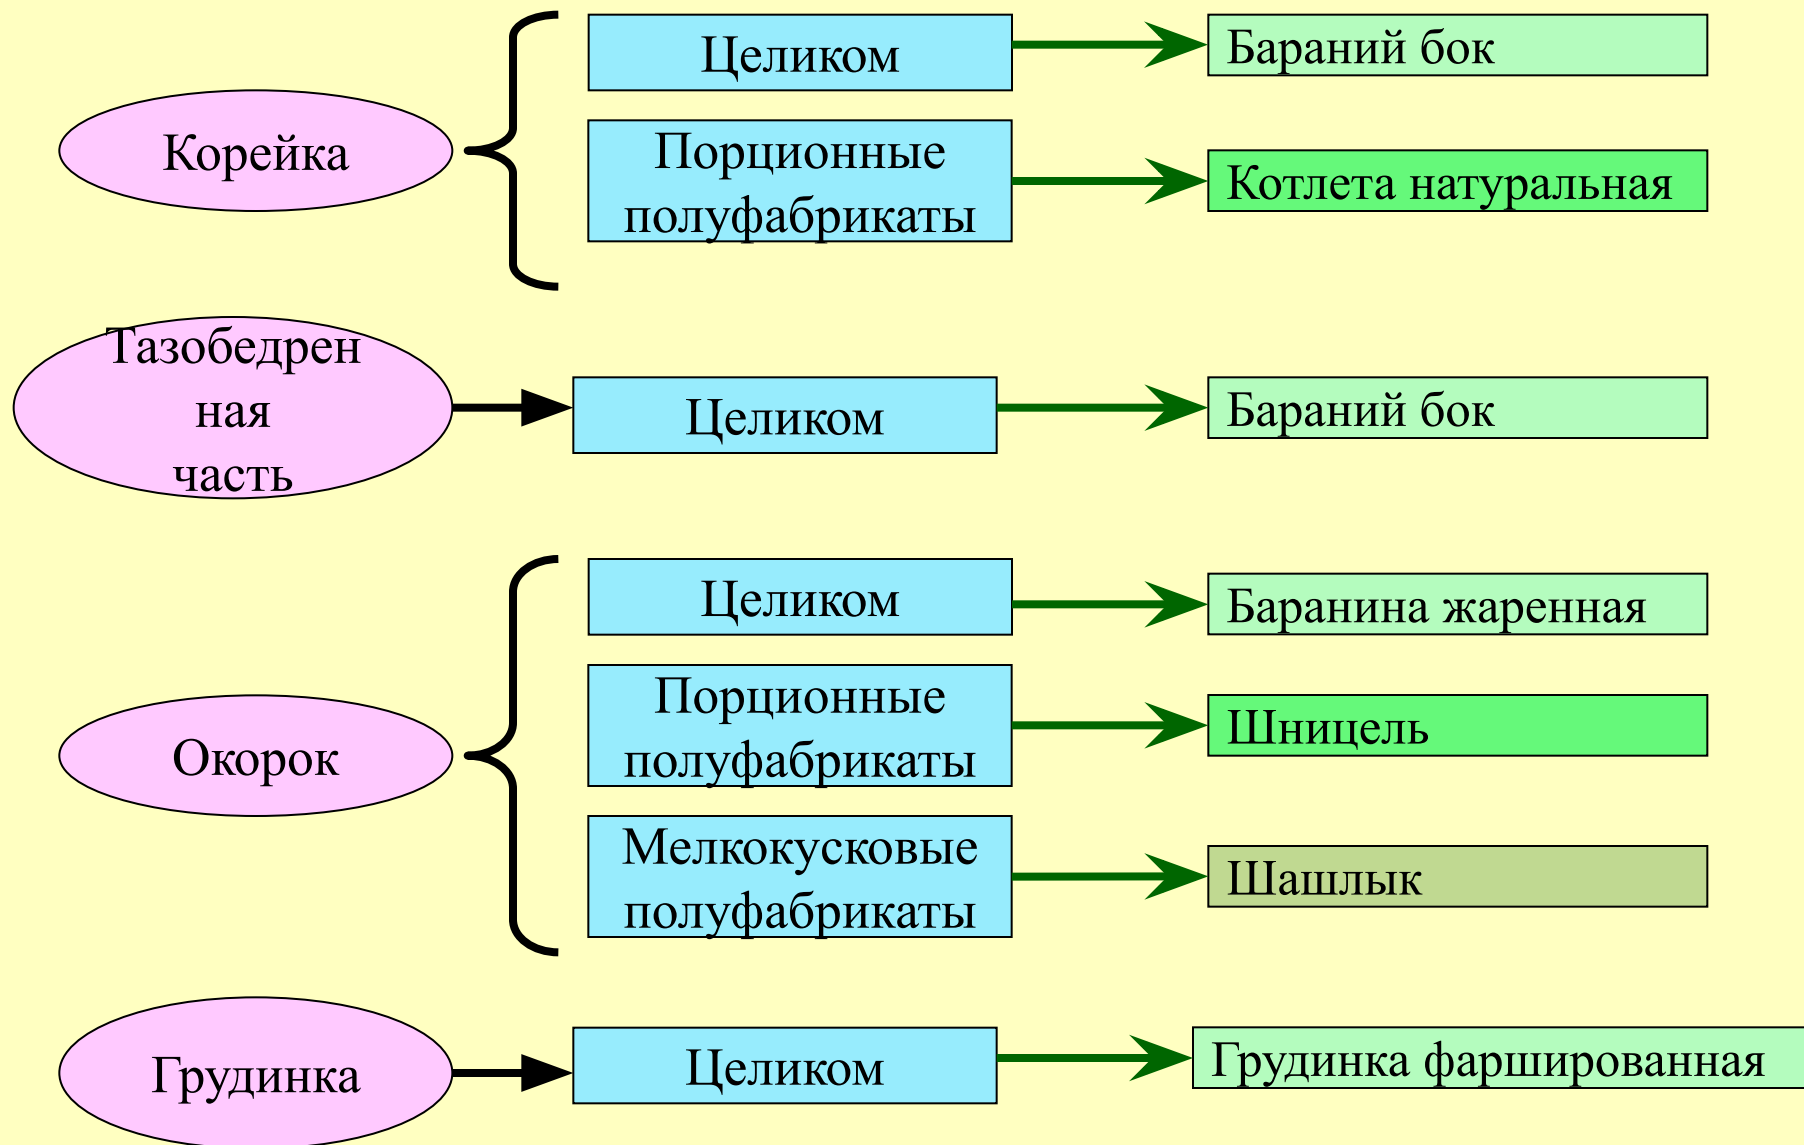 Целиком
Бараний бок
Корейка
Порционные
полуфабрикаты
Котлета натуральная
Тазобедрен
ная
часть
Целиком
Бараний бок
Целиком
Баранина жаренная
Окорок
Порционные
полуфабрикаты
Шницель
Мелкокусковые
полуфабрикаты
Шашлык
Грудинка
Целиком
Грудинка фаршированная